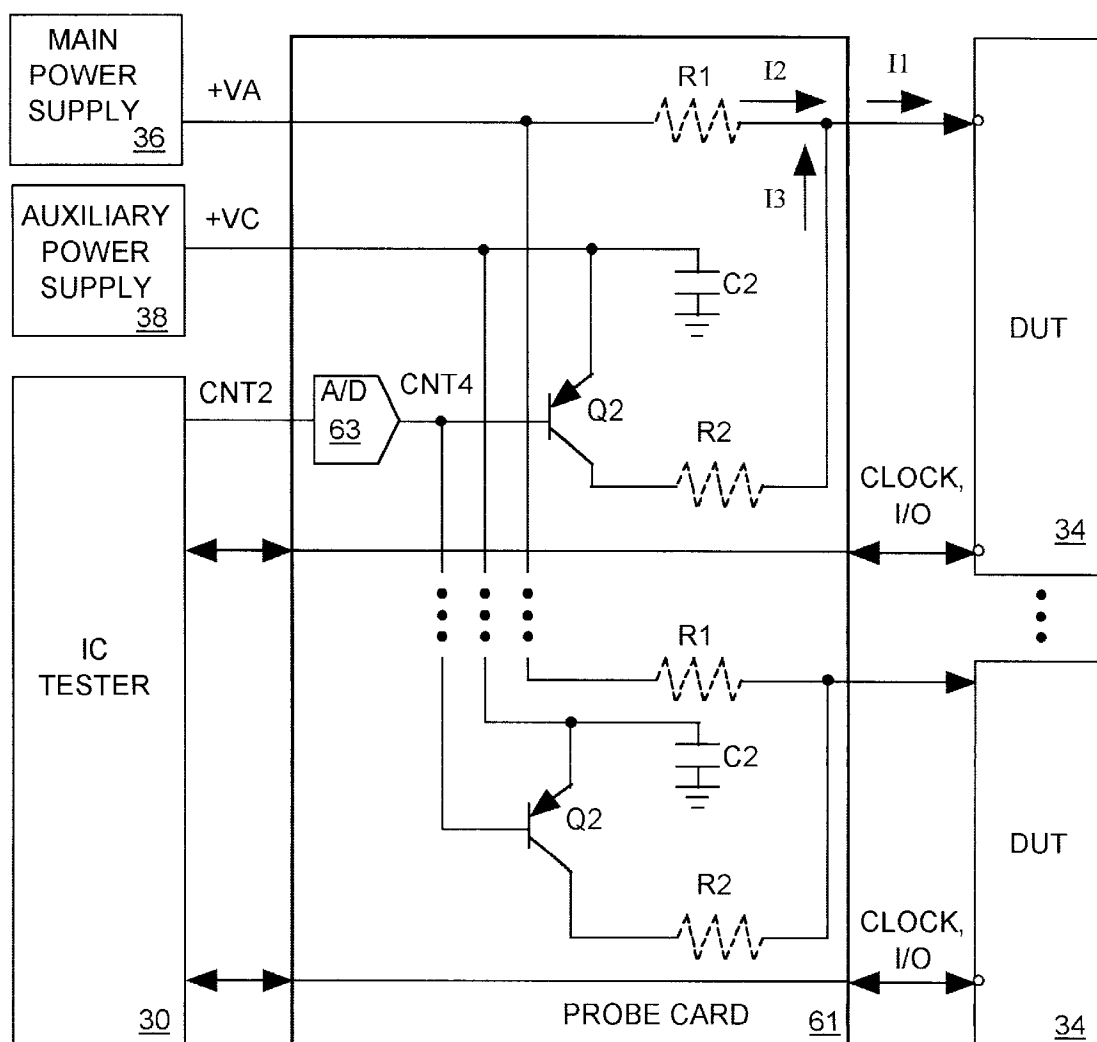 MAIN
POWER
SUPPLY
36
+VA
R1
I2
I1
I3
AUXILIARY
POWER
SUPPLY
38
+VC
C2
DUT
CNT2
A/D
63
CNT4
Q2
R2
CLOCK,
I/O
34
IC
TESTER
R1
C2
Q2
DUT
R2
CLOCK,
I/O
30
PROBE CARD
61
34